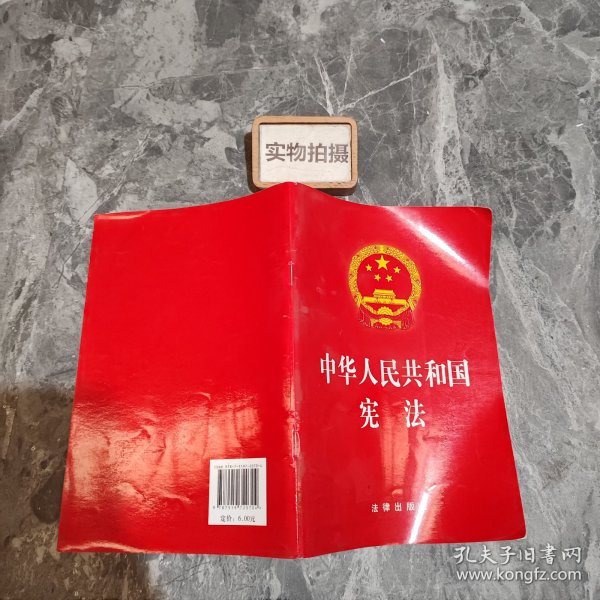 实物拍摄
中华人民共和国
宪法
法律出版
定价：6.00元
孔夫子旧书网
www.kongfz.com